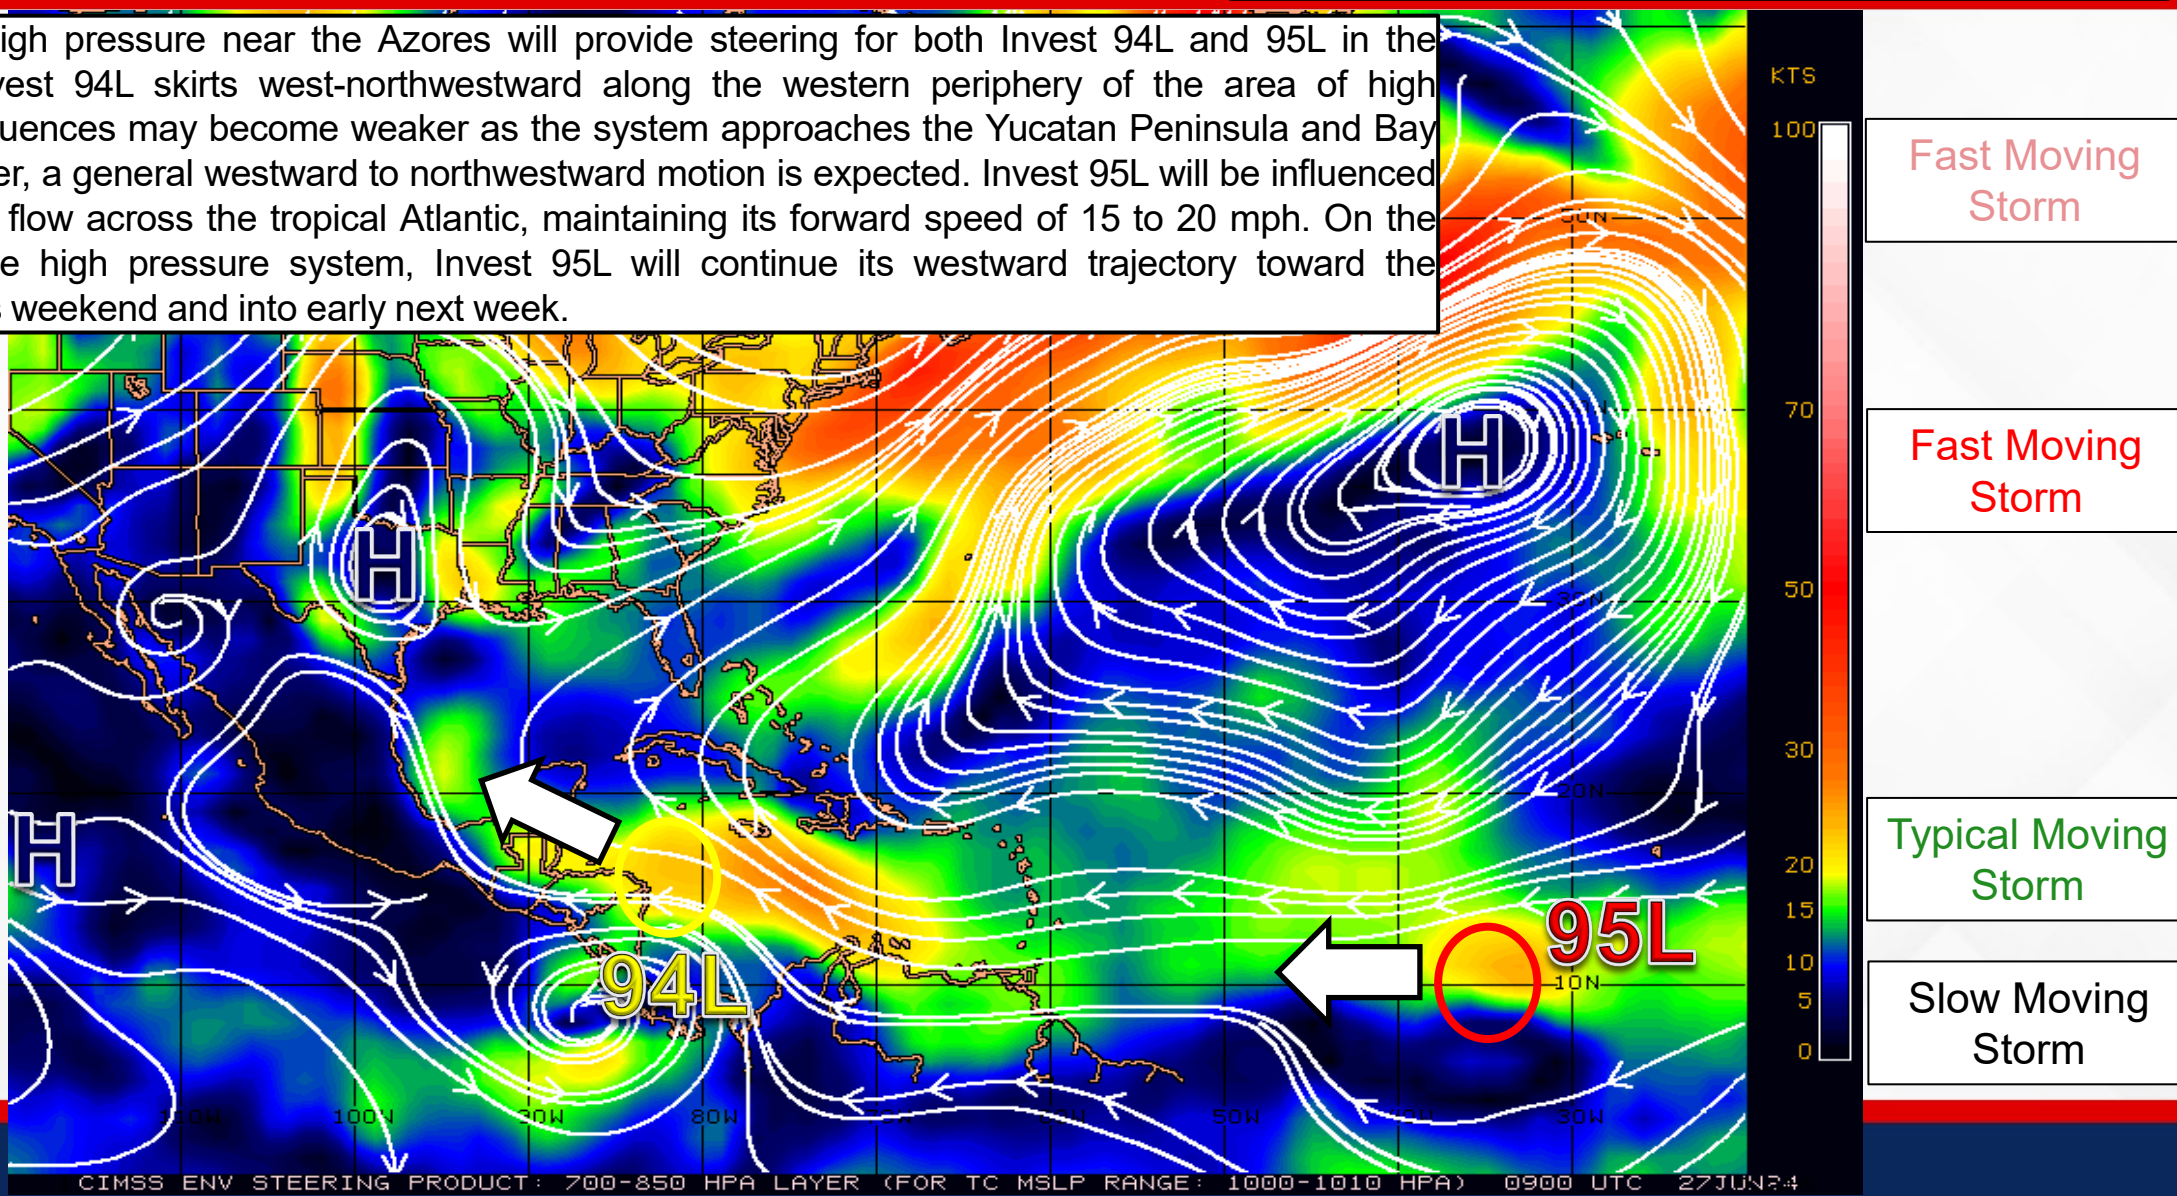 igh pressure near the Azores will provide steering for both Invest 94L and 95L in the
vest 94L skirts west-northwestward along the western periphery of the area of high
uences may become weaker as the system approaches the Yucatan Peninsula and Bay
er, a general westward to northwestward motion is expected. Invest 95L will be influenced
flow across the tropical Atlantic, maintaining its forward speed of 15 to 20 mph. On the
e high pressure system, Invest 95L will continue its westward trajectory toward the
s weekend and into early next week.
KTS
100
70
50
30
20
15
10
5
0
Fast Moving
Storm
Fast Moving
Storm
Typical Moving
Storm
Slow Moving
Storm
H
H
H
30N
20N
10N
94L
95L
100W
80W
50W
30W
CIMSS ENV STEERING PRODUCT: 700-850 HPA LAYER (FOR TC MSLP RANGE: 1000-1010 HPA) 0900 UTC 27JUN24